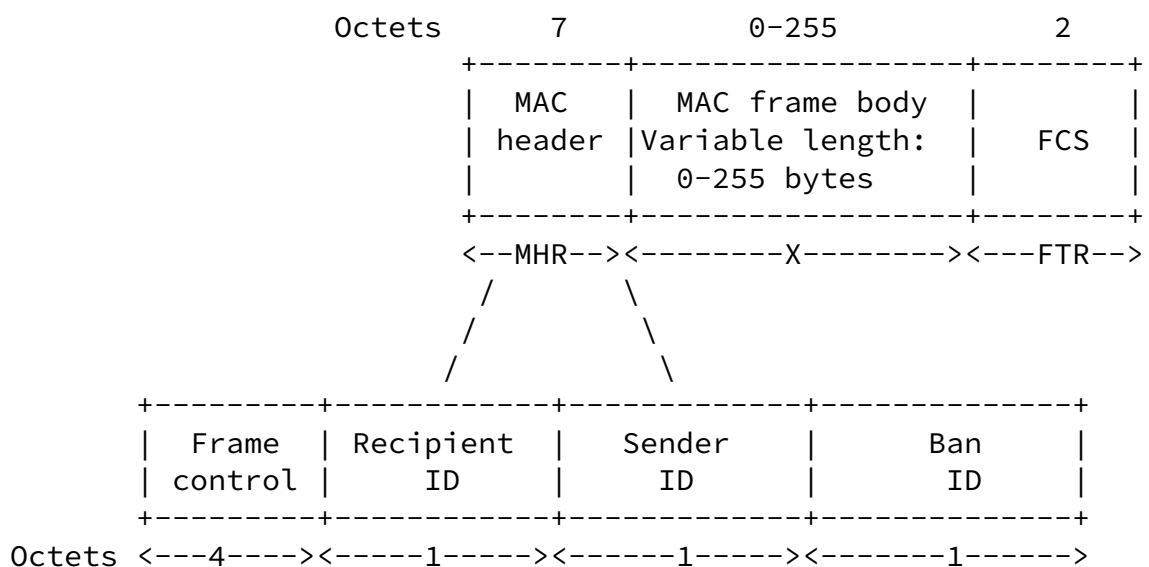 Octets      7          0-255            2
                         +--------+------------------+--------+
                         |  MAC   |  MAC frame body  |        |
                         | header |Variable length:  |   FCS  |
                         |        |  0-255 bytes     |        |
                         +--------+------------------+--------+
                         <--MHR--><--------X--------><---FTR-->
                          /       \
                         /         \
                        /           \
       +---------+------------+-------------+--------------+
       |  Frame  | Recipient  |   Sender    |      Ban     |
       | control |     ID     |     ID      |       ID     |
       +---------+------------+-------------+--------------+
Octets <---4----><-----1-----><------1-----><-------1------>